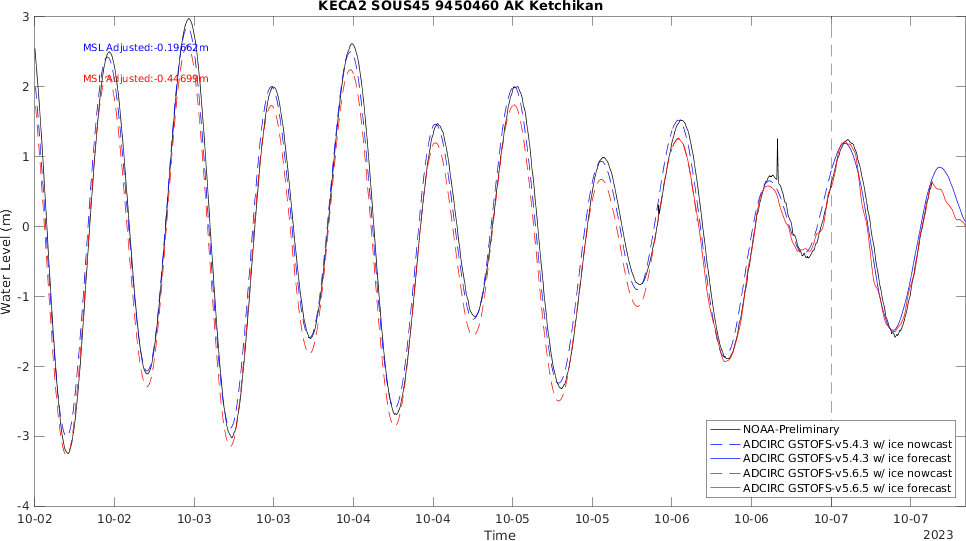 KECA2 SOUS45 9450460 AK Ketchikan
MSL Adjusted:-0.19662m
MSL Adjusted:-0.44699m
Water Level (m)
3
2
1
0
-1
-2
-3
-4
NOAA-Preliminary
ADCIRC GSTOFS-v5.4.3 w/ ice nowcast
ADCIRC GSTOFS-v5.4.3 w/ ice forecast
ADCIRC GSTOFS-v5.6.5 w/ ice nowcast
ADCIRC GSTOFS-v5.6.5 w/ ice forecast
10-02 10-02 10-03 10-03 10-04 10-04 10-05 10-05 10-06 10-06 10-07 10-07
Time
2023